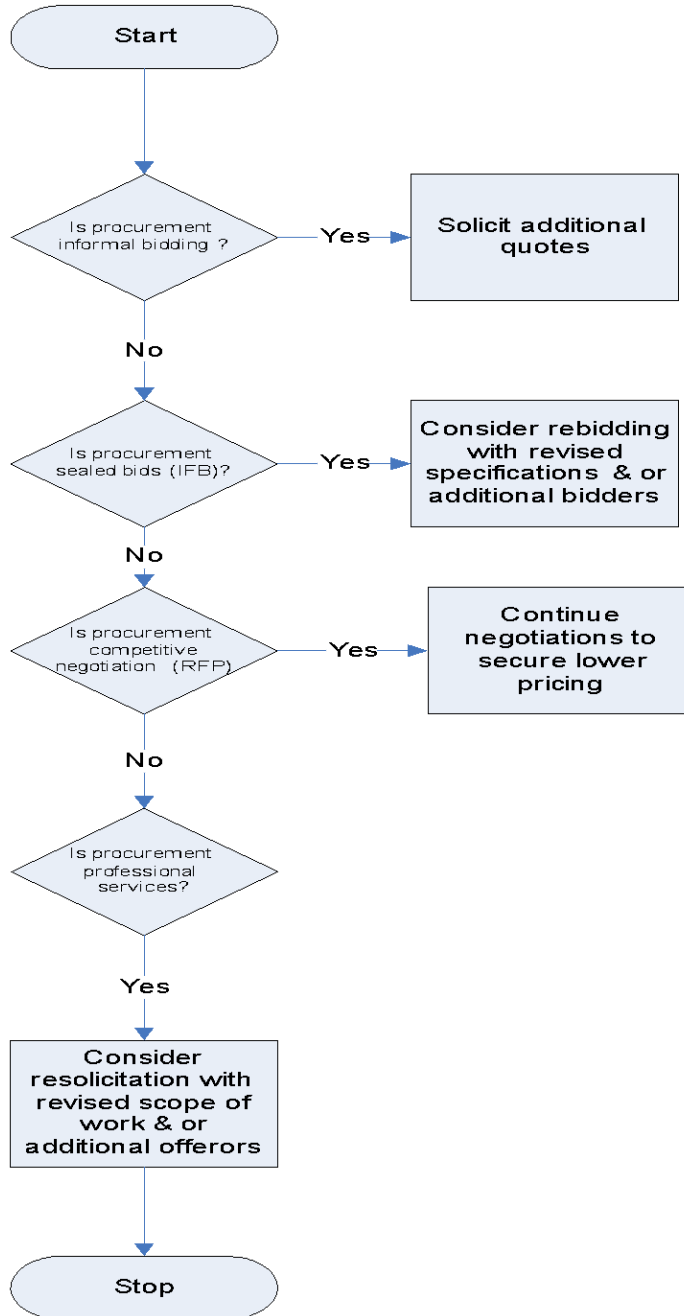 Start
Is procurement
informal bidding ?
Yes
Solicit additional
quotes
No
Is procurement
sealed bids (IFB)?
Yes
Consider rebidding
with revised
specifications & or
additional bidders
No
Is procurement
competitive
negotiation (RFP)
Yes
Continue
negotiations to
secure lower
pricing
No
Is procurement
professional
services?
Yes
Consider
resolicitation with
revised scope of
work & or
additional offerors
Stop